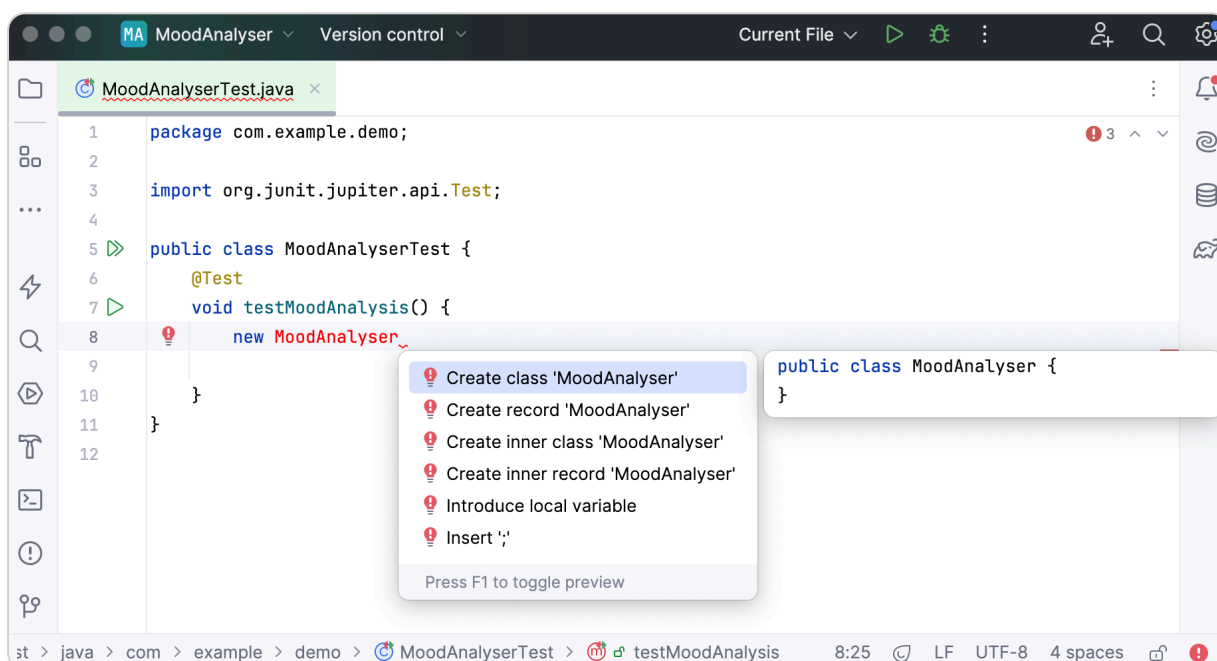 MA MoodAnalyser Version control Current File
MoodAnalyserTest.java
1 package com.example.demo; 3
2
3 import org.junit.jupiter.api.Test;
4
5 public class MoodAnalyserTest {
6 @Test
7 void testMoodAnalysis() {
8 new MoodAnalyser
9
10 }
11 }
12
Create class 'MoodAnalyser'
Create record 'MoodAnalyser'
Create inner class 'MoodAnalyser'
Create inner record 'MoodAnalyser'
Introduce local variable
Insert ';'
Press F1 to toggle preview
public class MoodAnalyser {
}
st > java > com > example > demo > MoodAnalyserTest > testMoodAnalysis 8:25 LF UTF-8 4 spaces